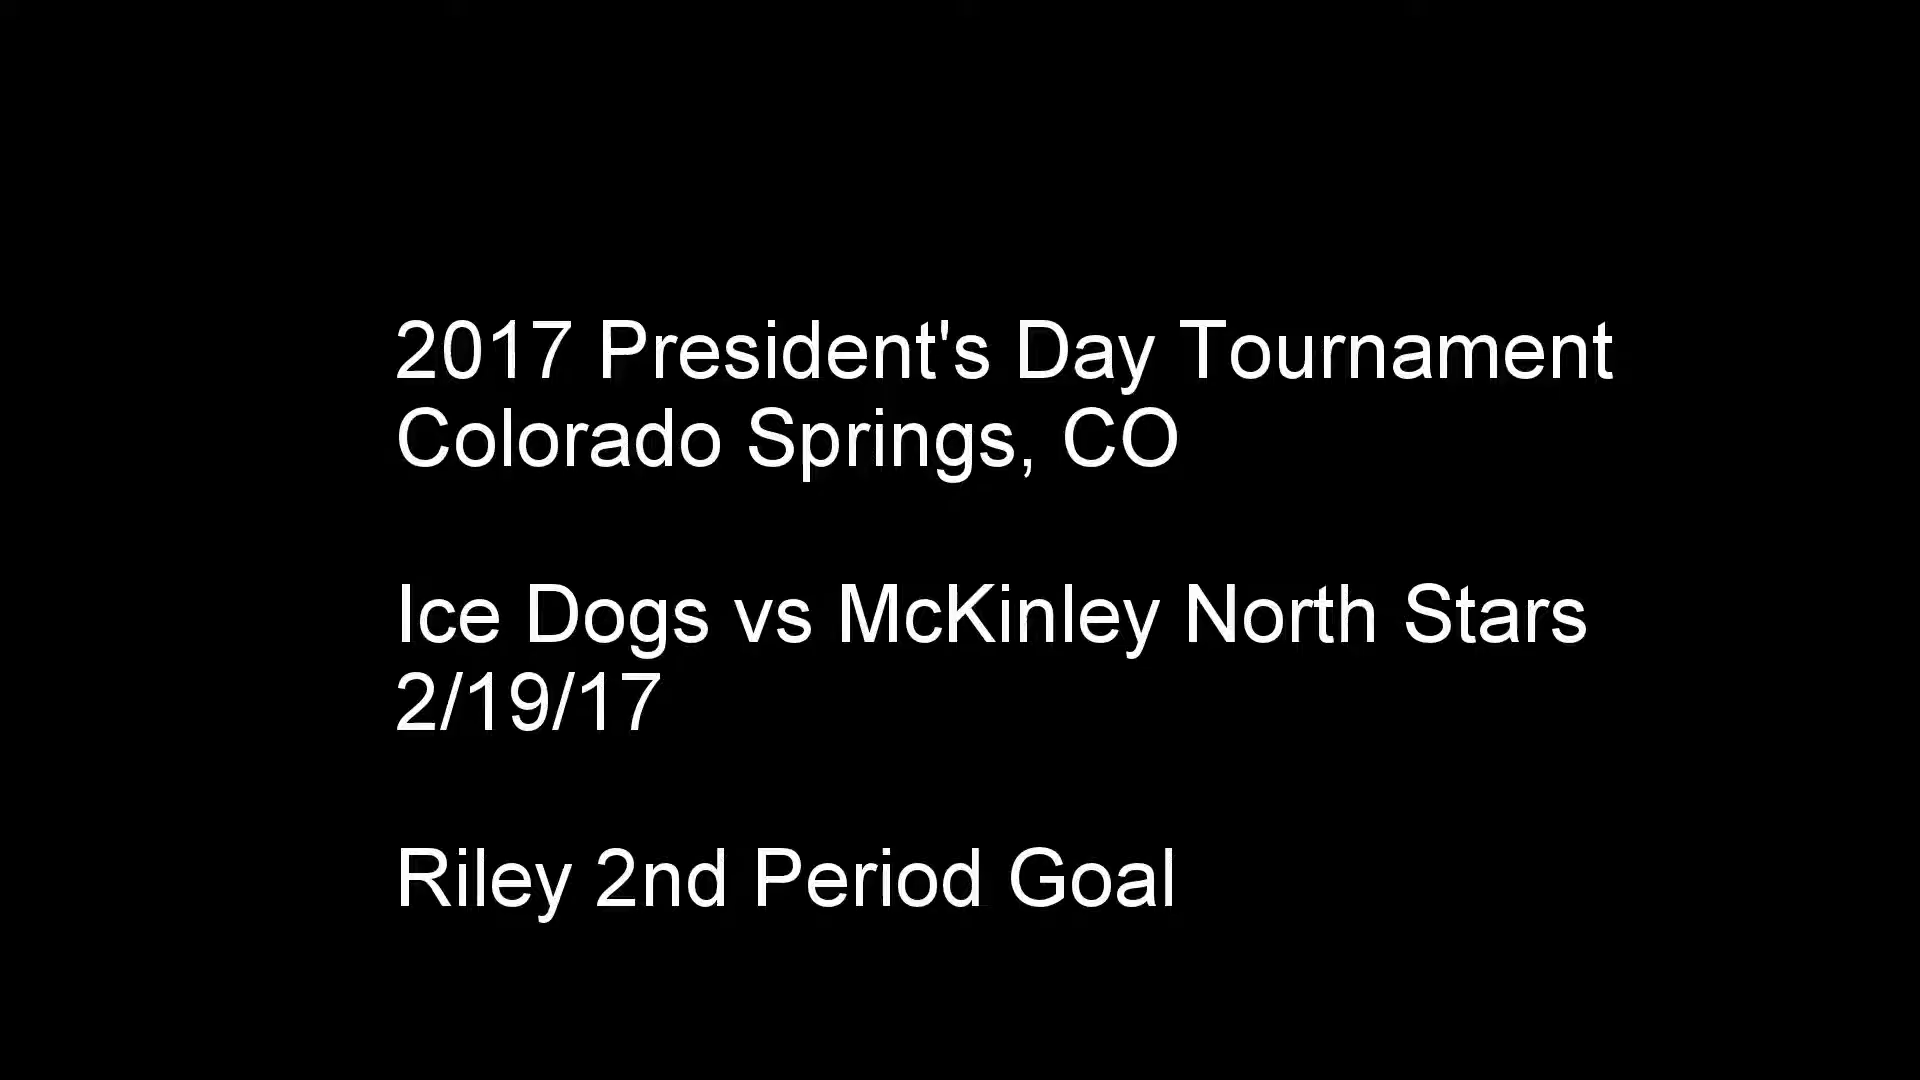 2017 President's Day Tournament
Colorado Springs, CO
Ice Dogs vs McKinley North Stars
2/19/17
Riley 2nd Period Goal